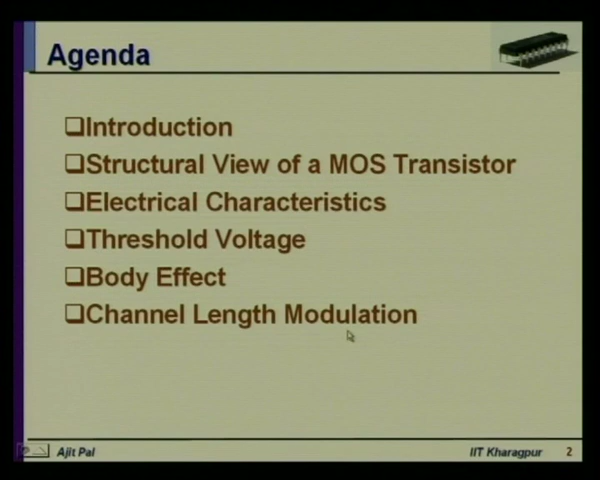 Agenda
❑Introduction
❑Structural View of a MOS Transistor
❑Electrical Characteristics
❑Threshold Voltage
❑Body Effect
❑Channel Length Modulation
Ajit Pal
IIT Kharagpur
2